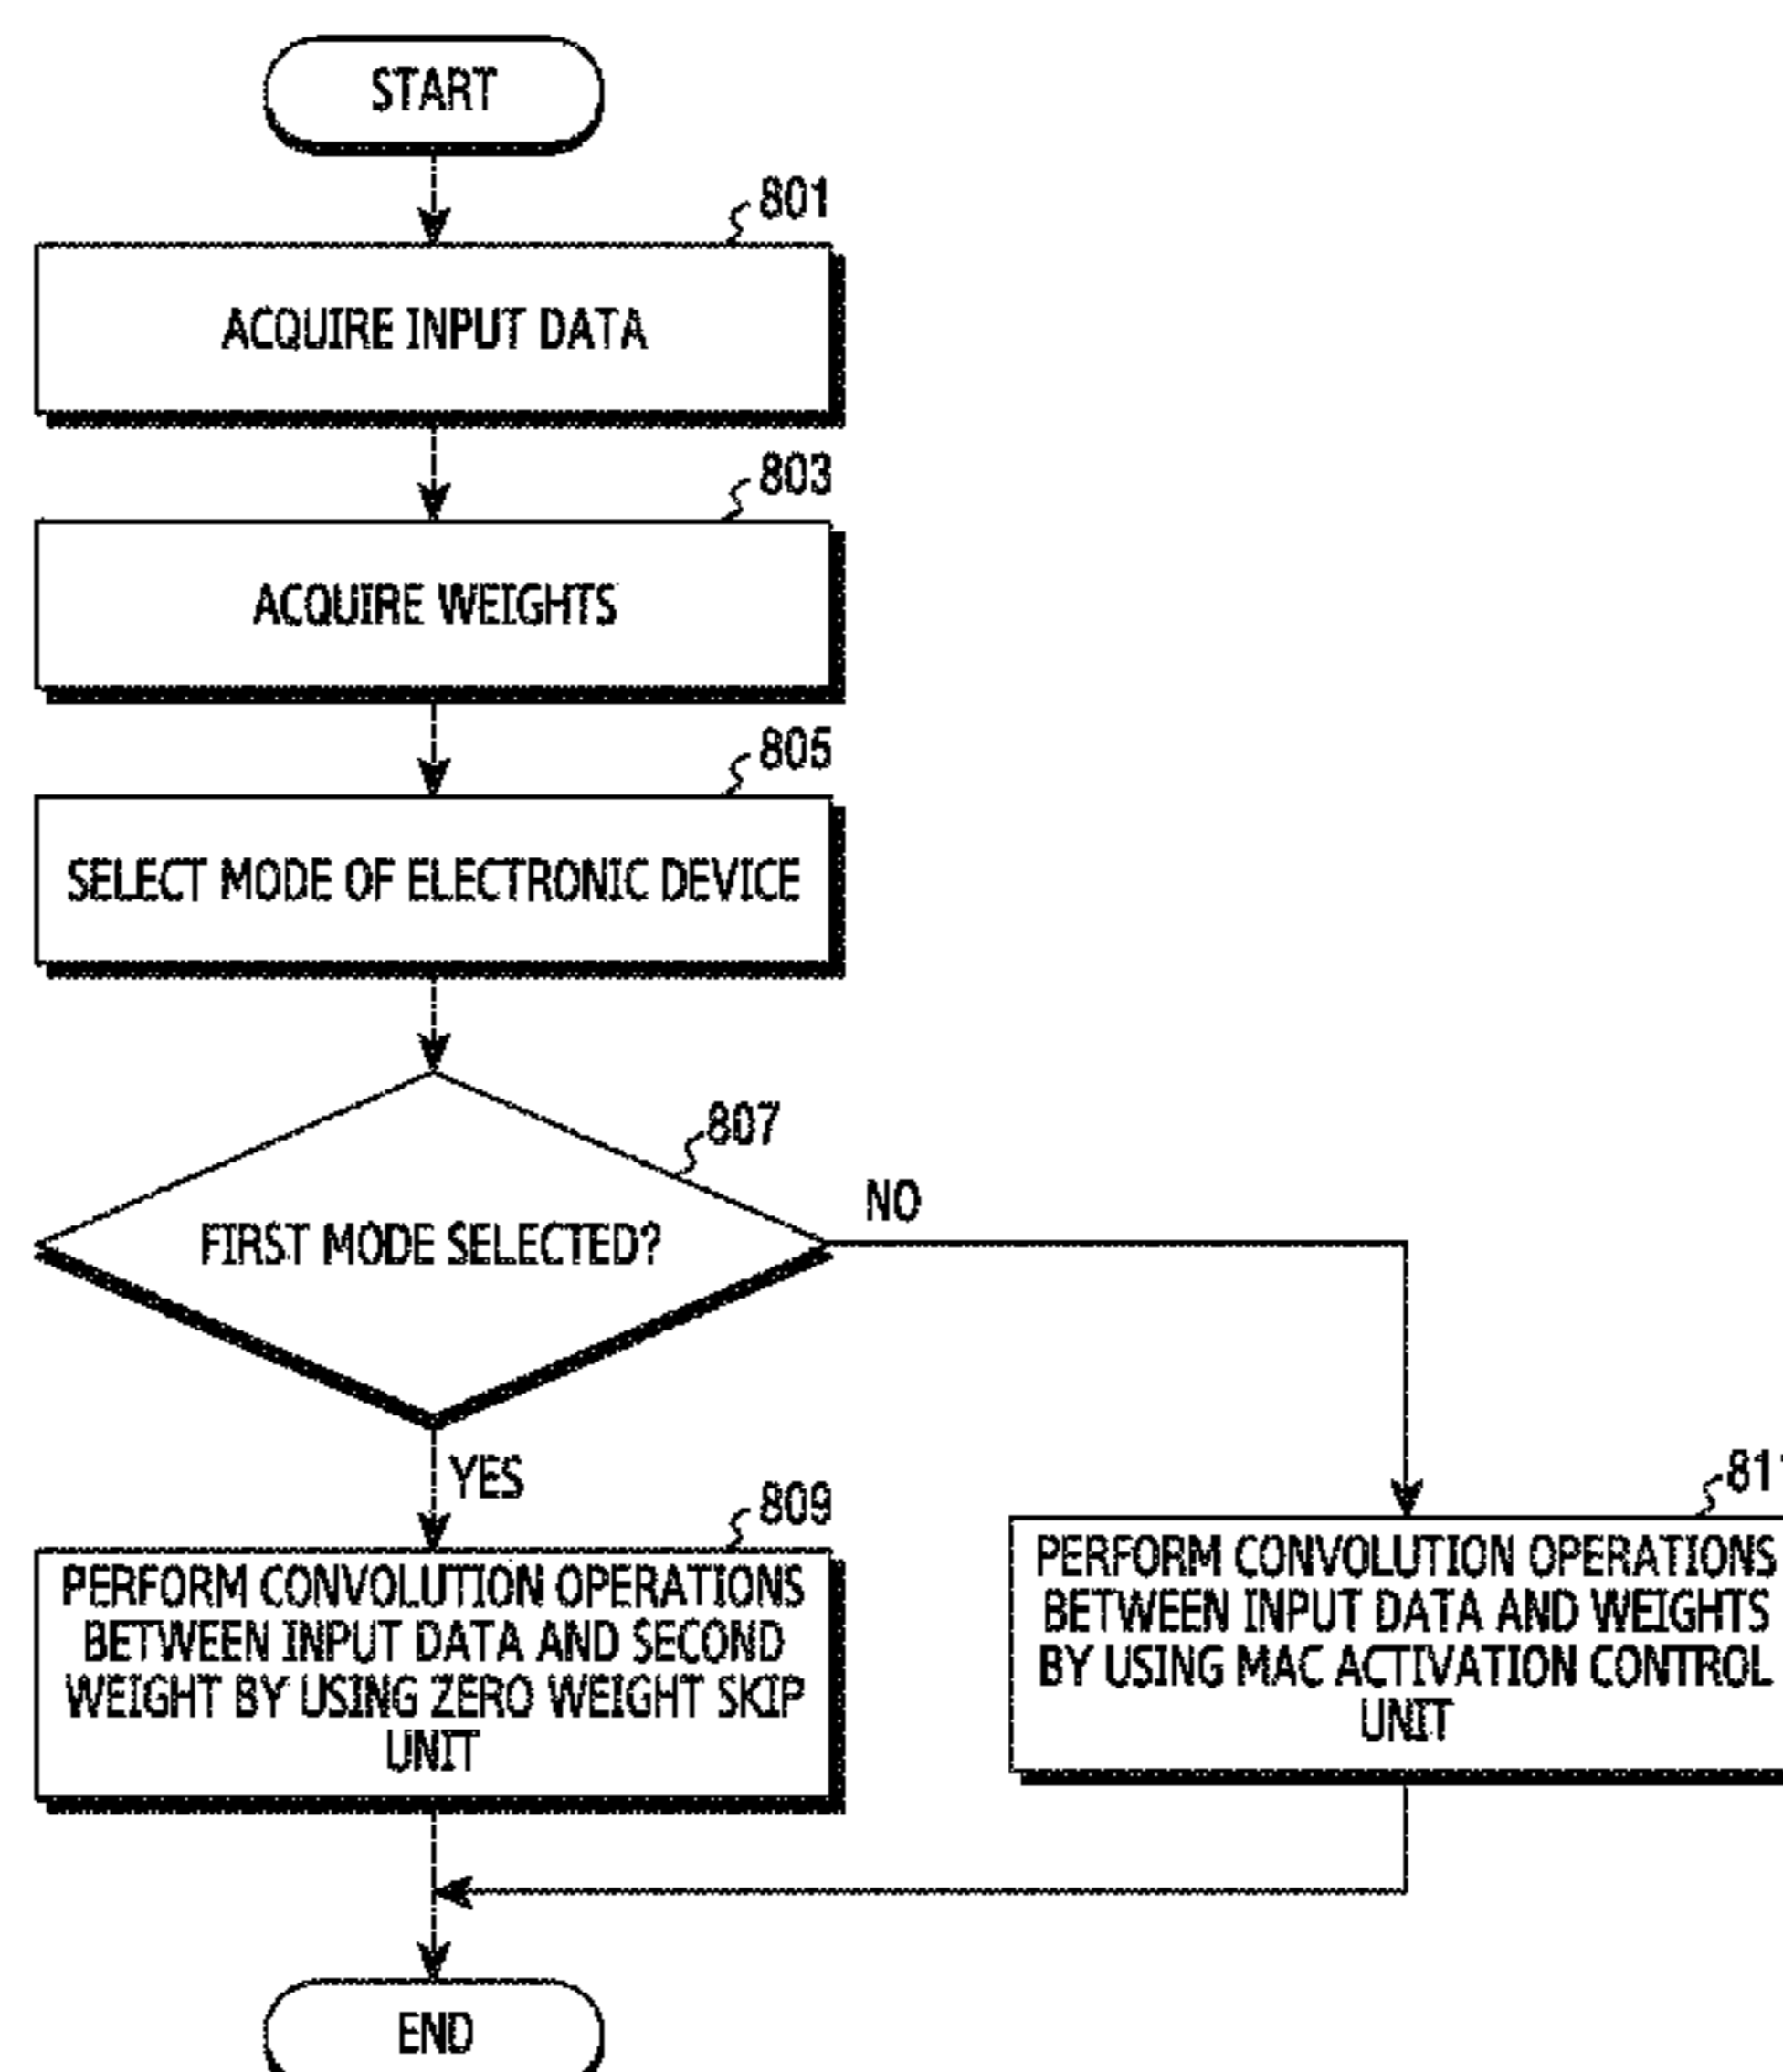 START
801
ACQUIRE INPUT DATA
803
ACQUIRE WEIGHTS
805
SELECT MODE OF ELECTRONIC DEVICE
807
FIRST MODE SELECTED?
NO
YES
809
PERFORM CONVOLUTION OPERATIONS
BETWEEN INPUT DATA AND SECOND
WEIGHT BY USING ZERO WEIGHT SKIP
UNIT
811
PERFORM CONVOLUTION OPERATIONS
BETWEEN INPUT DATA AND WEIGHTS
BY USING MAC ACTIVATION CONTROL
UNIT
END